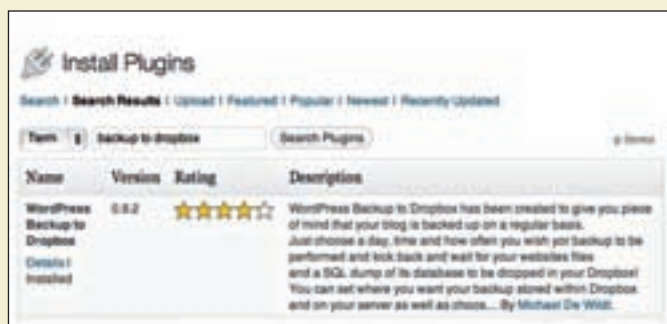 Install Plugins
Search | Search Results | Upload | Featured | Popular | Newest | Recently Updated
Term backup to dropbox Search Plugins items
Name Version Rating Description
WordPress Backup to Dropbox
Details |
Installed
WordPress Backup to Dropbox has been created to give you piece
of mind that your blog is backed up on a regular basis.
Just choose a day, time and how often you wish yor backup to be
performed and kick back and wait for your websites files
and a SQL dump of its database to be dropped in your Dropbox!
You can set where you want your backup stored within Dropbox
and on your server as well as choos... By Michael De Wildt.